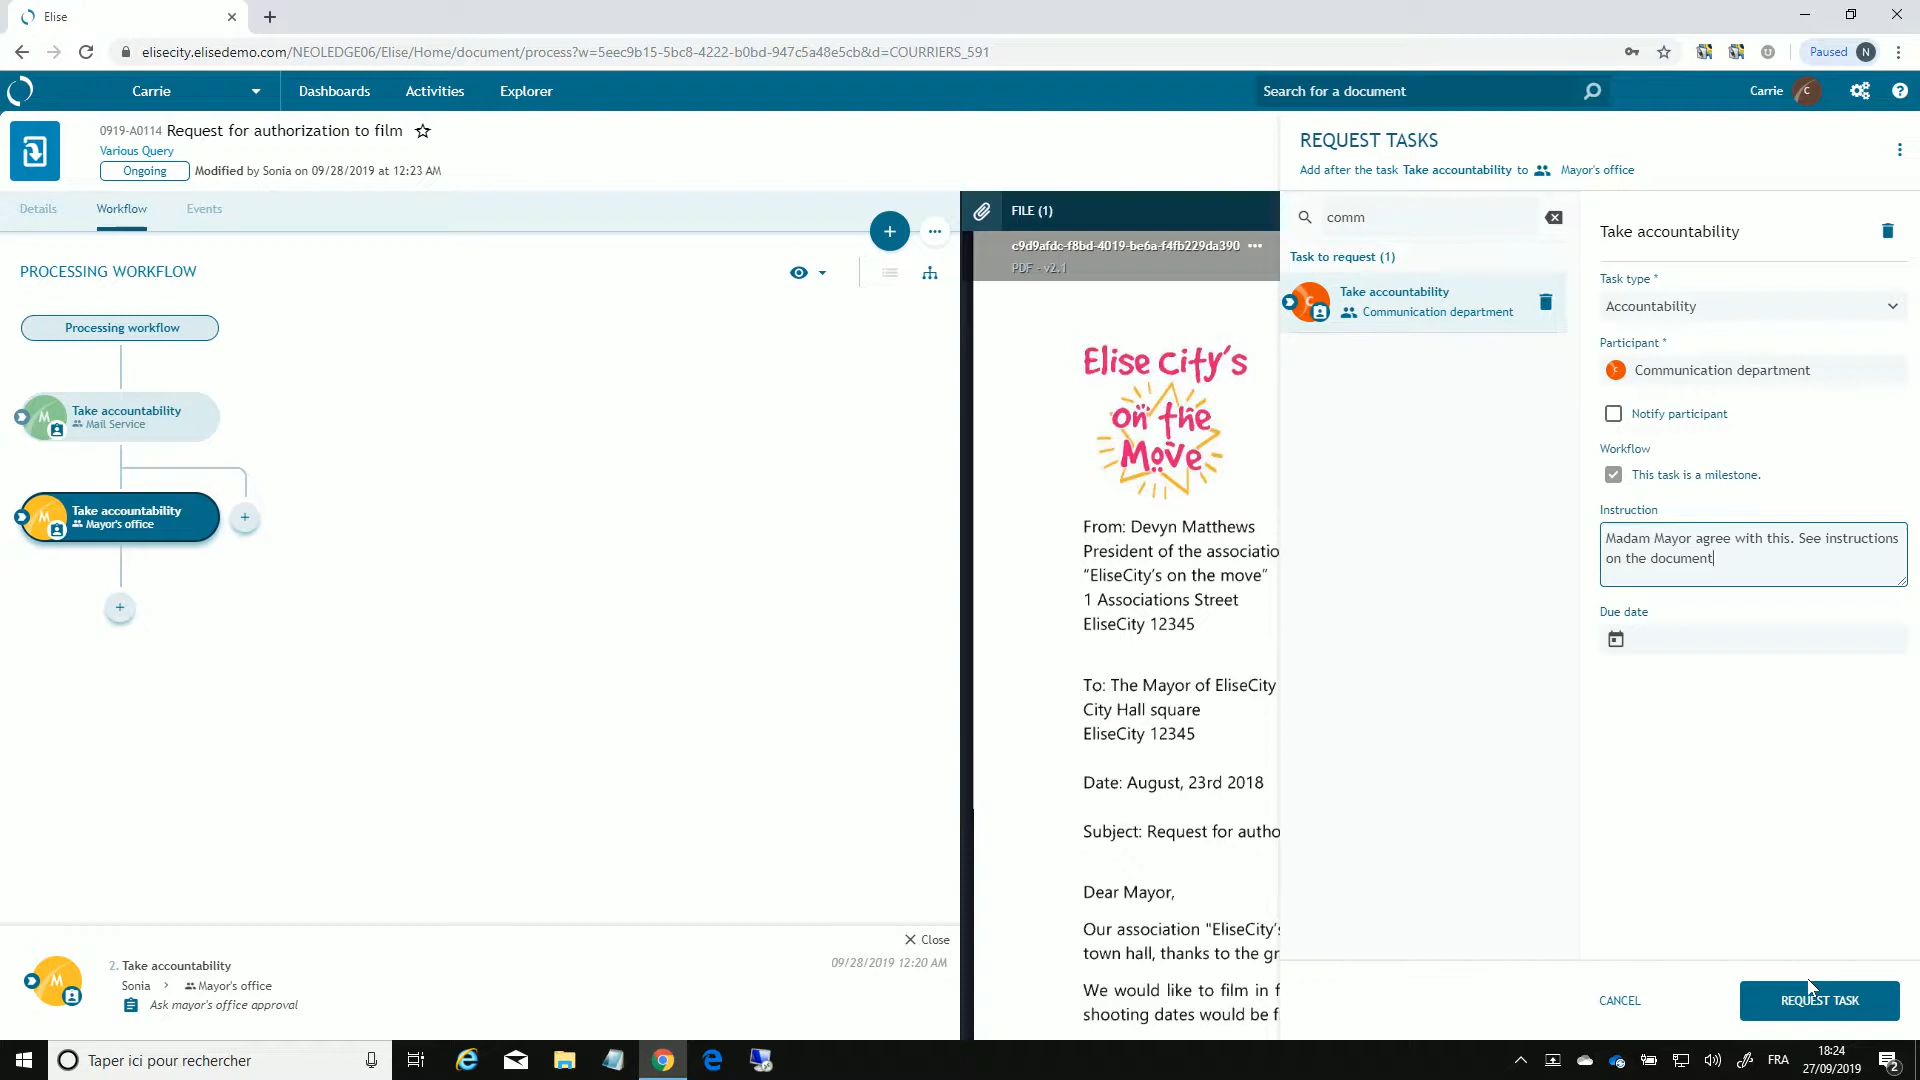 Elise
elisecity.elisedemo.com/NEOLEDGE06/Elise/Home/document/process?w=5eec9b15-5bc8-4222-b0bd-947c5a48e5cb&d=COURRIERS_591
Paused N
Carrie
Dashboards
Activities
Explorer
Search for a document
Carrie
C
0919-A0114 Request for authorization to film
Various Query
Ongoing
Modified by Sonia on 09/28/2019 at 12:23 AM
Details
Workflow
Events
PROCESSING WORKFLOW
Processing workflow
M
Take accountability
Mail Service
M
Take accountability
Mayor's office
Close
09/28/2019 12:20 AM
M
2. Take accountability
Sonia > Mayor's office
Ask mayor's office approval
FILE (1)
c9d9afdc-f8bd-4019-be6a-f4fb229da390
PDF - v2.1
Elise City's
on the
Move
From: Devyn Matthews
President of the associatio
"EliseCity's on the move"
1 Associations Street
EliseCity 12345
To: The Mayor of EliseCity
City Hall square
EliseCity 12345
Date: August, 23rd 2018
Subject: Request for autho
Dear Mayor,
Our association "EliseCity's
town hall, thanks to the gr
We would like to film in f
shooting dates would be f
REQUEST TASKS
Add after the task Take accountability to Mayor's office
comm
Task to request (1)
C
Take accountability
Communication department
Take accountability
Task type *
Accountability
Participant *
C
Communication department
Notify participant
Workflow
This task is a milestone.
Instruction
Madam Mayor agree with this. See instructions
on the document
Due date
CANCEL
REQUEST TASK
Taper ici pour rechercher
FRA
18:24
27/09/2019
2